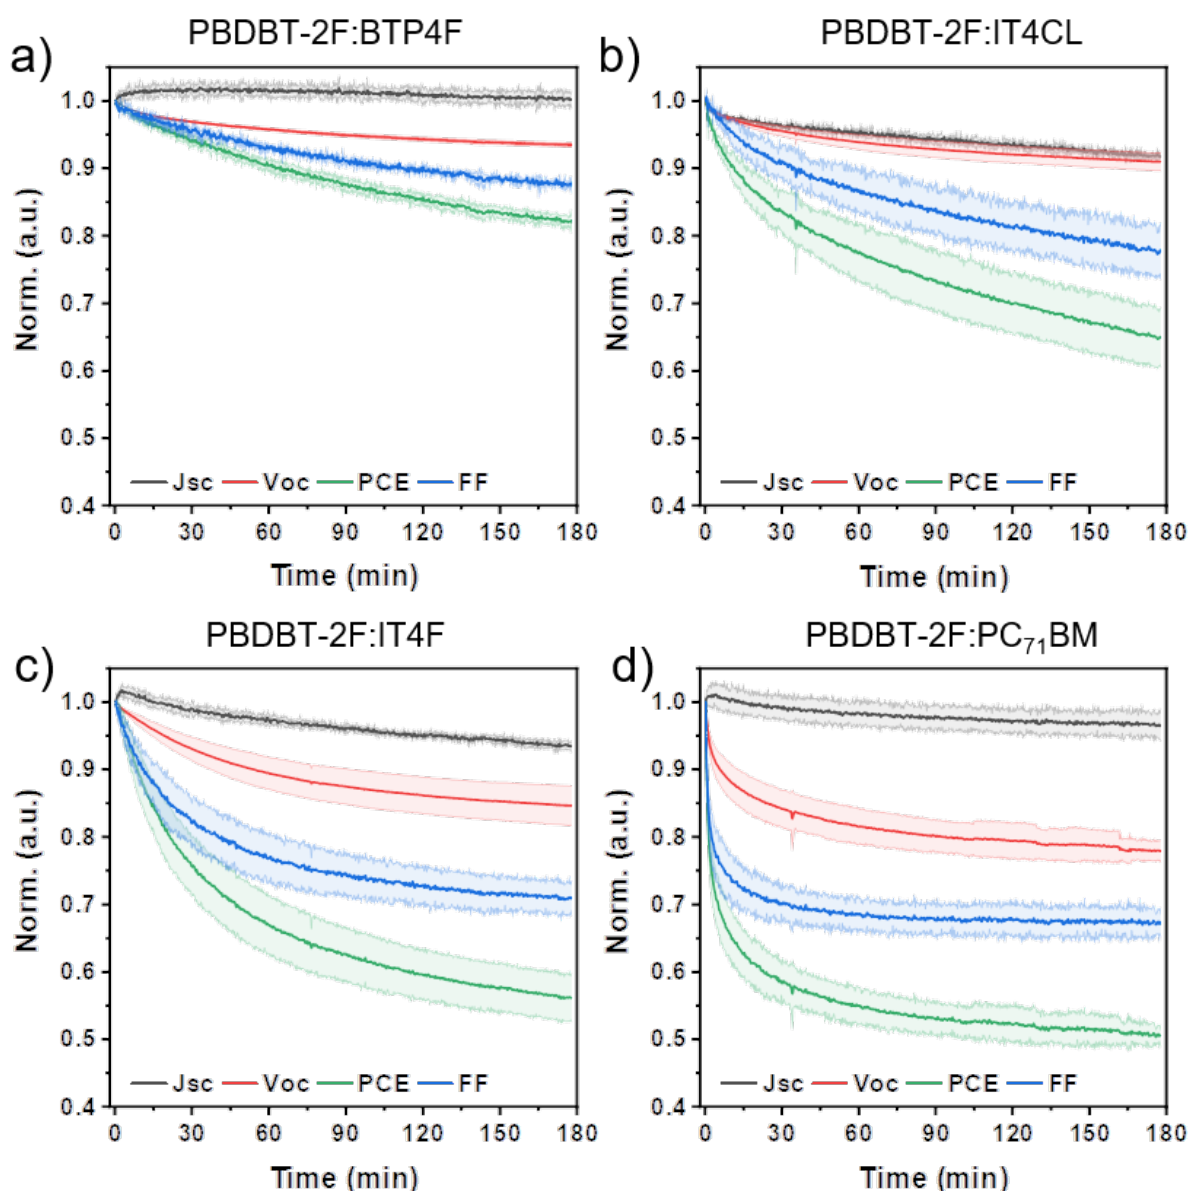 a)
PBDBT-2F:BTP4F
Norm. (a.u.)
1.0
0.9
0.8
0.7
0.6
0.5
0.4
Jsc Voc PCE FF
0 30 60 90 120 150 180
Time (min)
b)
PBDBT-2F:IT4CL
Norm. (a.u.)
1.0
0.9
0.8
0.7
0.6
0.5
0.4
Jsc Voc PCE FF
0 30 60 90 120 150 180
Time (min)
c)
PBDBT-2F:IT4F
Norm. (a.u.)
1.0
0.9
0.8
0.7
0.6
0.5
0.4
Jsc Voc PCE FF
0 30 60 90 120 150 180
Time (min)
d)
PBDBT-2F:PC₇₁BM
Norm. (a.u.)
1.0
0.9
0.8
0.7
0.6
0.5
0.4
Jsc Voc PCE FF
0 30 60 90 120 150 180
Time (min)